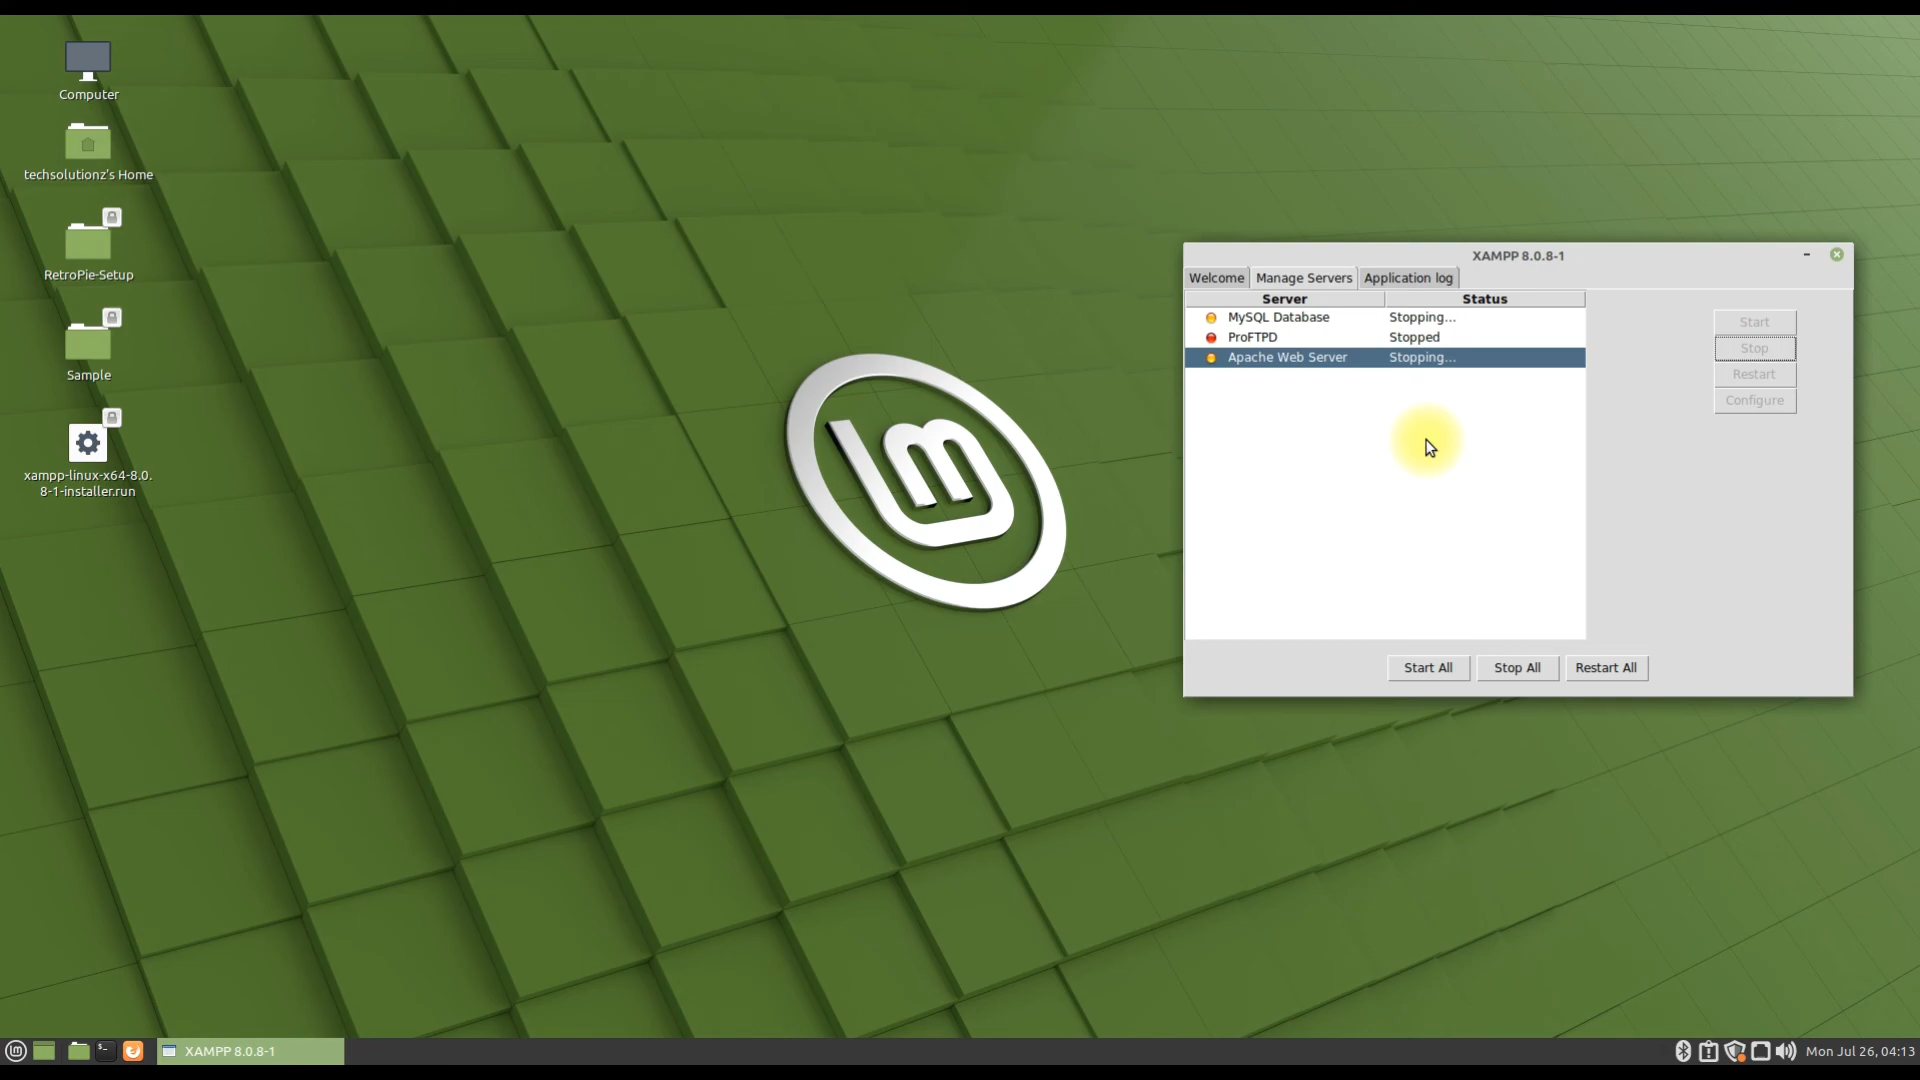 Computer
techsolutionz's Home
RetroPie-Setup
Sample
xampp-linux-x64-8.0.
8-1-installer.run
XAMPP 8.0.8-1
Welcome Manage Servers Application log
Server Status
MySQL Database Stopping...
ProFTPD Stopped
Apache Web Server Stopping...
Start
Stop
Restart
Configure
Start All Stop All Restart All
XAMPP 8.0.8-1
Mon Jul 26, 04:13